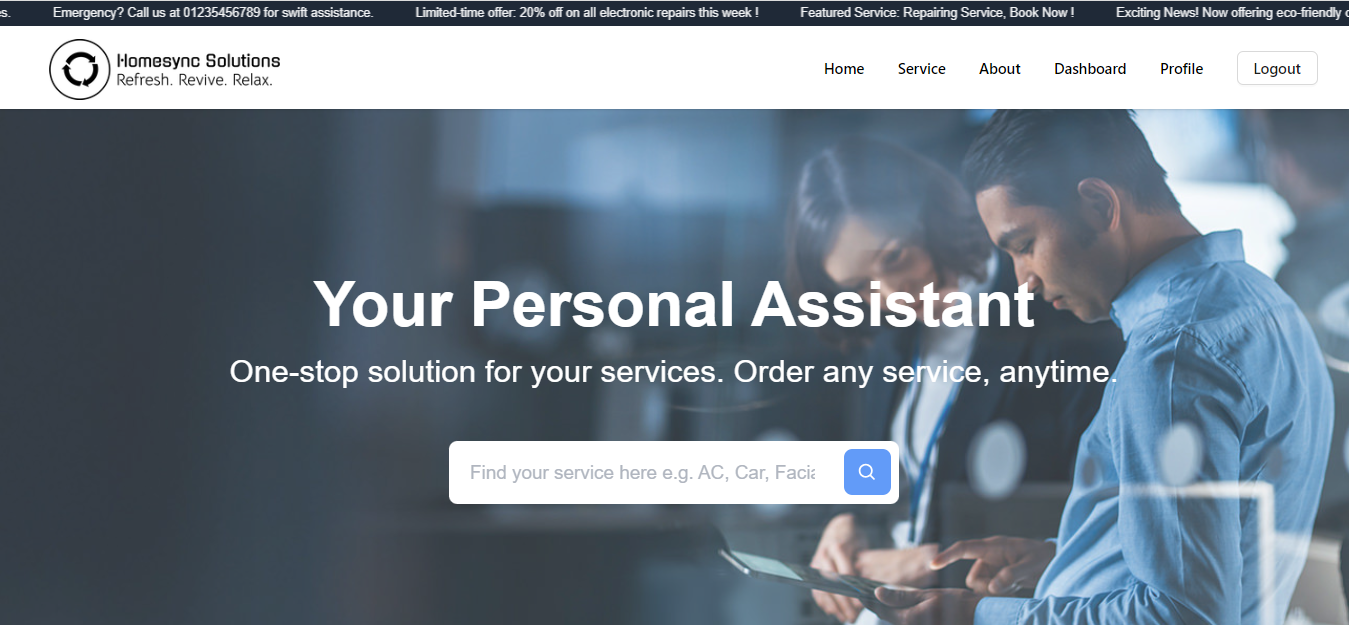 s. Emergency? Call us at 01235456789 for swift assistance. Limited-time offer: 20% off on all electronic repairs this week ! Featured Service: Repairing Service, Book Now ! Exciting News! Now offering eco-friendly
Homesync Solutions
Refresh. Revive. Relax.
Home Service About Dashboard Profile Logout
Your Personal Assistant
One-stop solution for your services. Order any service, anytime.
Find your service here e.g. AC, Car, Facia